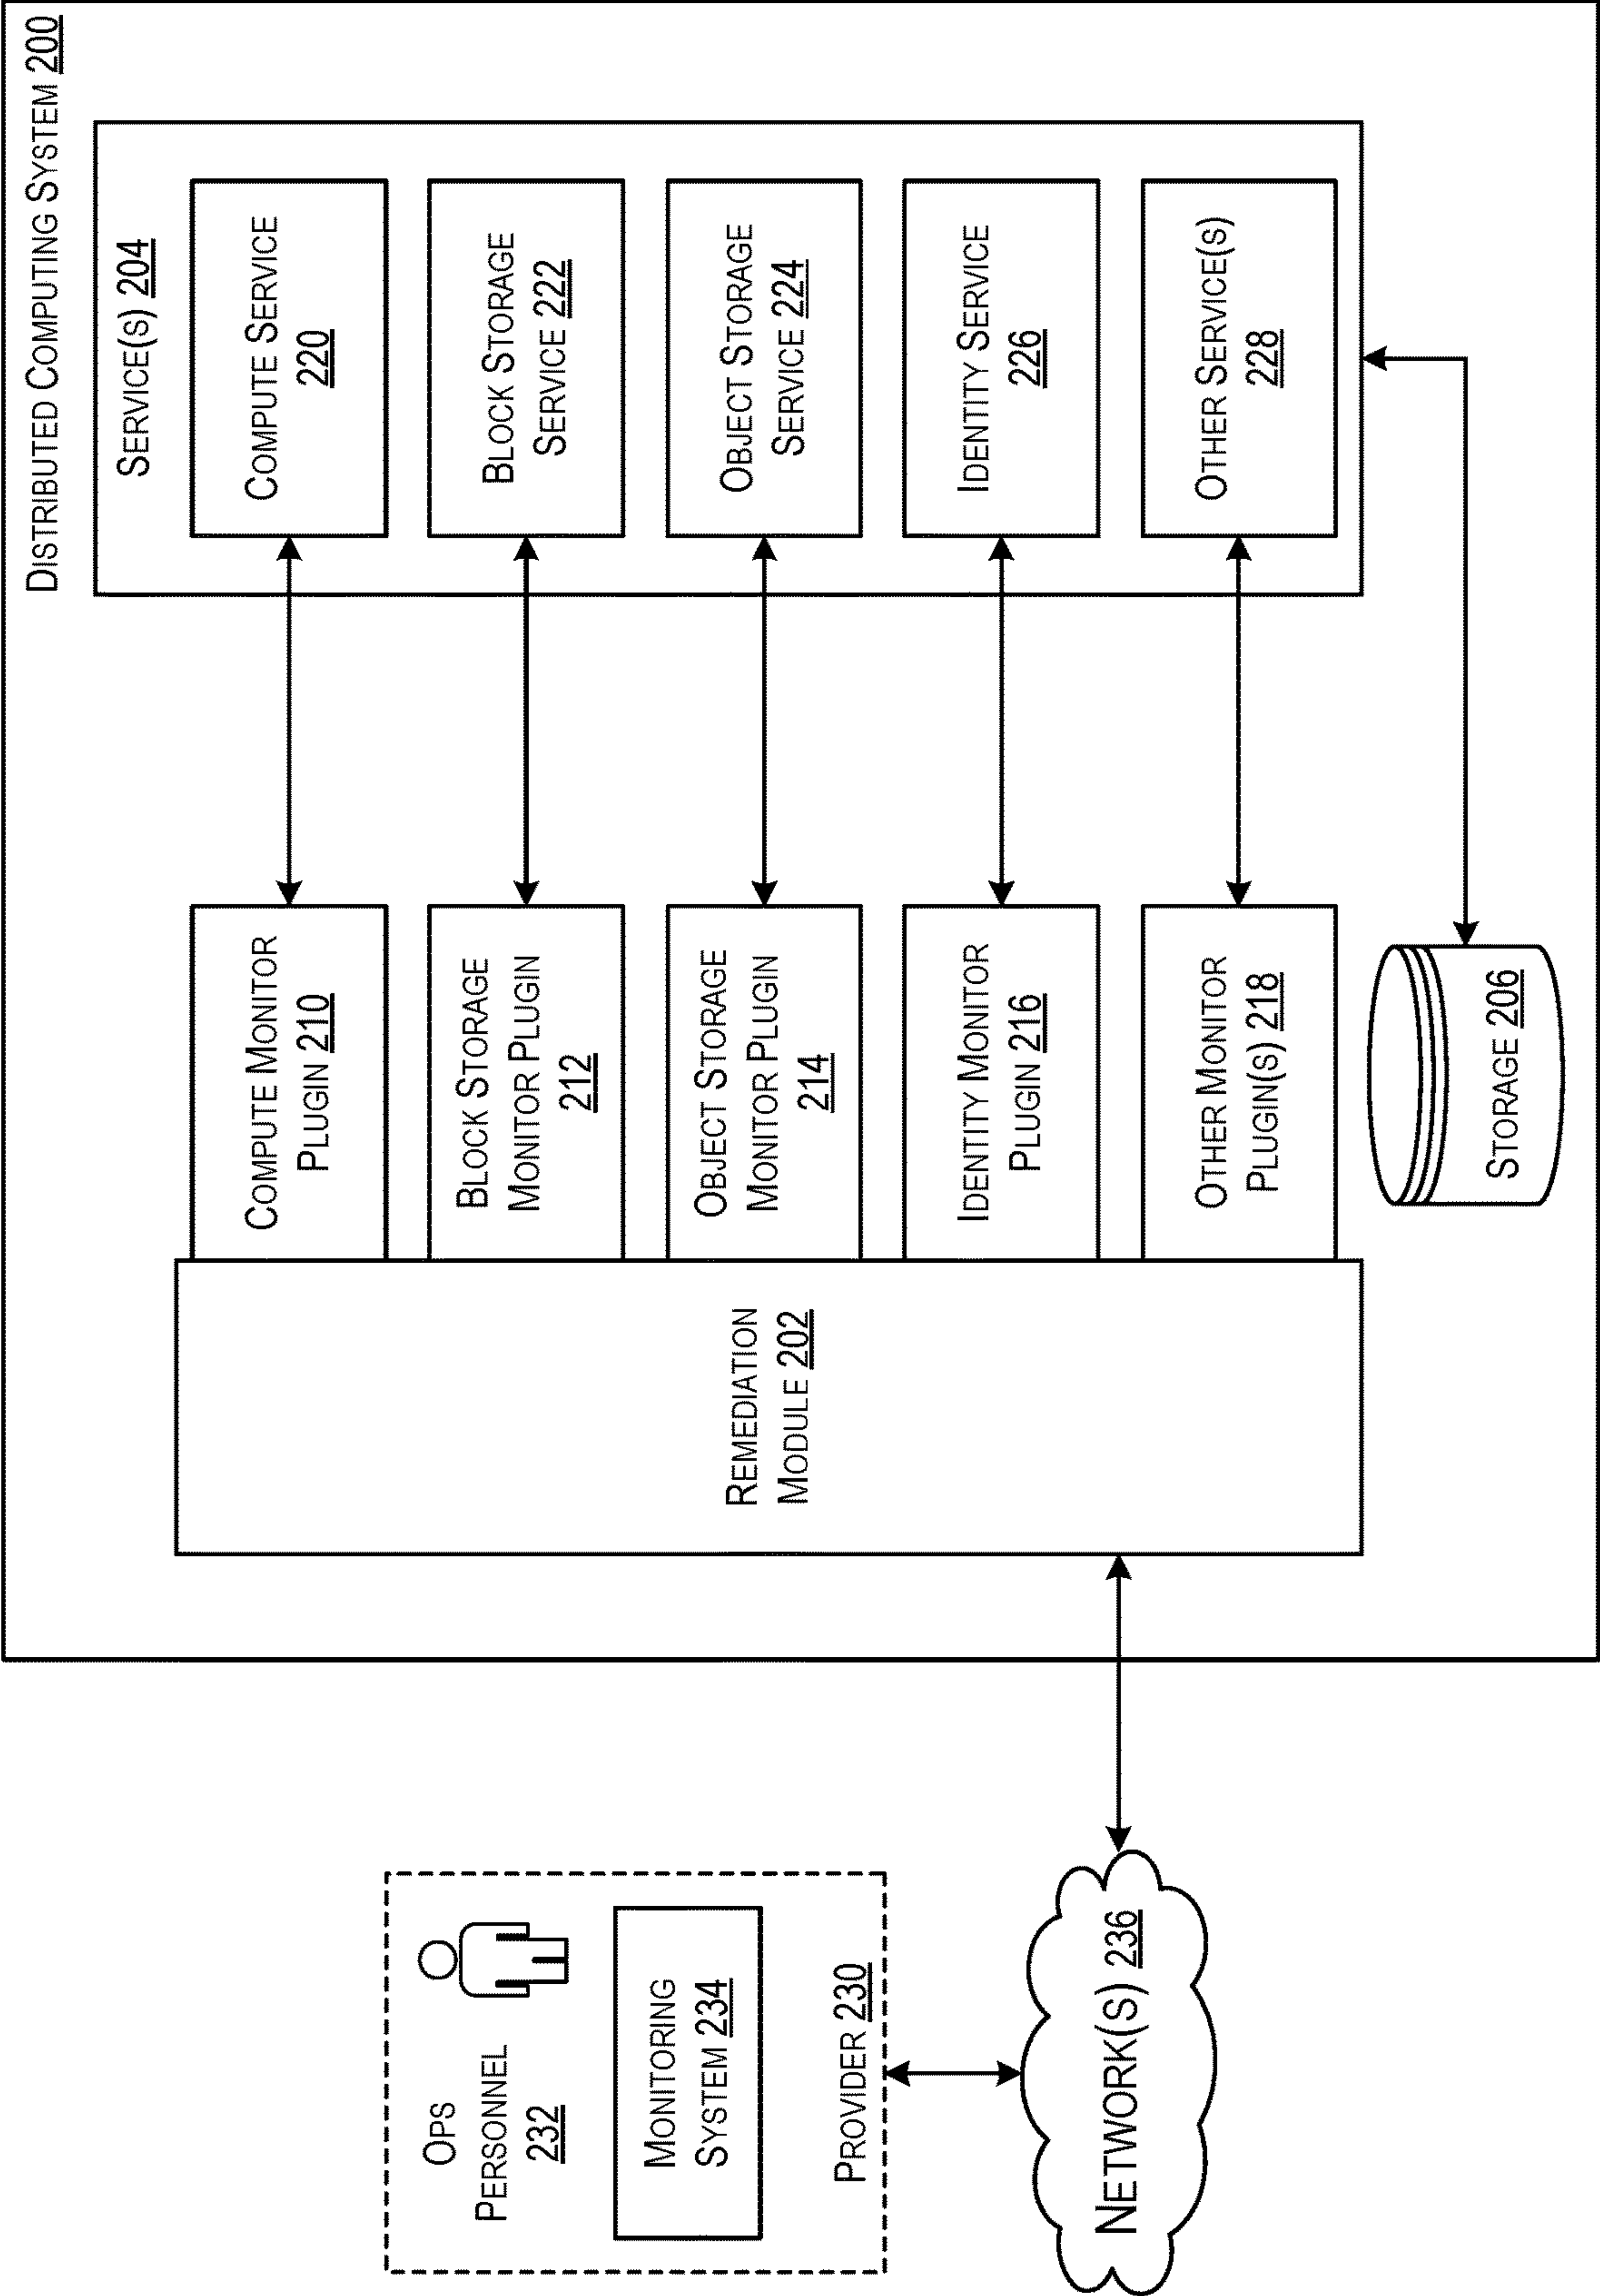 DISTRIBUTED COMPUTING SYSTEM 200
SERVICE(S) 204
COMPUTE SERVICE
220
BLOCK STORAGE
SERVICE 222
OBJECT STORAGE
SERVICE 224
IDENTITY SERVICE
226
OTHER SERVICE(S)
228
COMPUTE MONITOR
PLUGIN 210
BLOCK STORAGE
MONITOR PLUGIN
212
OBJECT STORAGE
MONITOR PLUGIN
214
IDENTITY MONITOR
PLUGIN 216
OTHER MONITOR
PLUGIN(S) 218
STORAGE 206
REMEDIATION
MODULE 202
OPS
PERSONNEL
232
MONITORING
SYSTEM 234
PROVIDER 230
NETWORK(S) 236